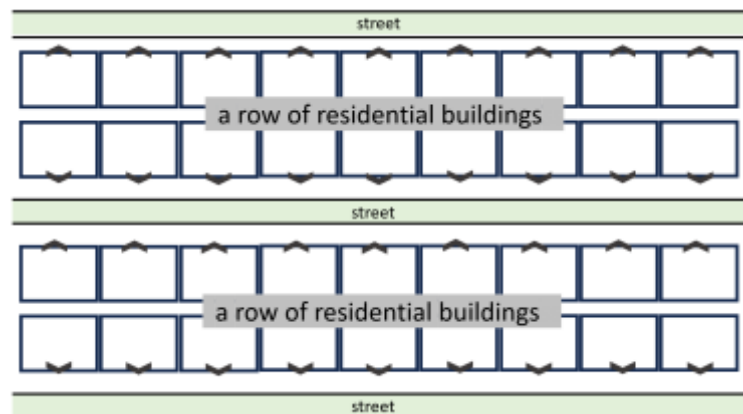 street
a row of residential buildings
street
a row of residential buildings
street